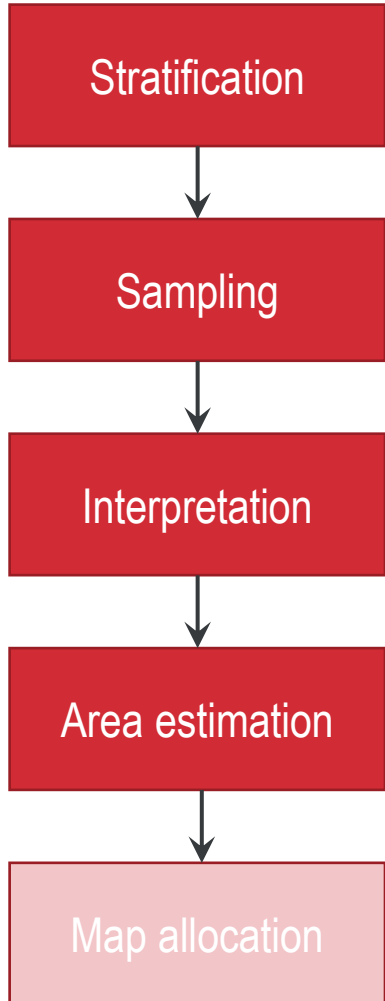 Stratification
Sampling
Interpretation
Area estimation
Map allocation